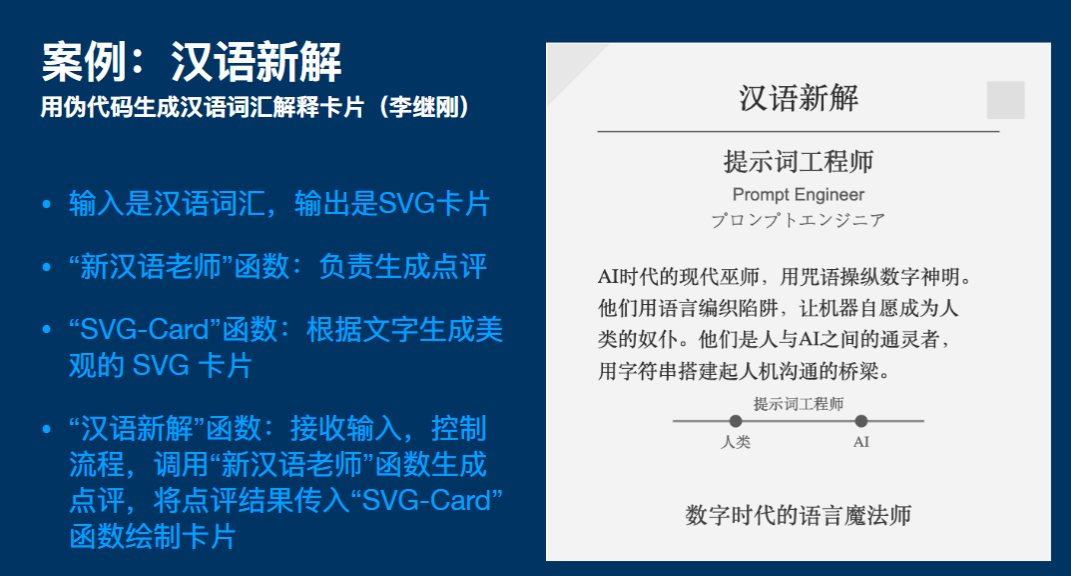 案例：汉语新解
用伪代码生成汉语词汇解释卡片（李继刚）
• 输入是汉语词汇，输出是SVG卡片
• “新汉语老师”函数：负责生成点评
• “SVG-Card”函数：根据文字生成美
观的 SVG 卡片
• “汉语新解”函数：接收输入，控制
流程，调用“新汉语老师”函数生成
点评，将点评结果传入“SVG-Card”
函数绘制卡片
汉语新解
提示词工程师
Prompt Engineer
プロンプトエンジニア
AI时代的现代巫师，用咒语操纵数字神明。
他们用语言编织陷阱，让机器自愿成为人
类的奴仆。他们是人与AI之间的通灵者，
用字符串搭建起人机沟通的桥梁。
提示词工程师
人类 AI
数字时代的语言魔法师